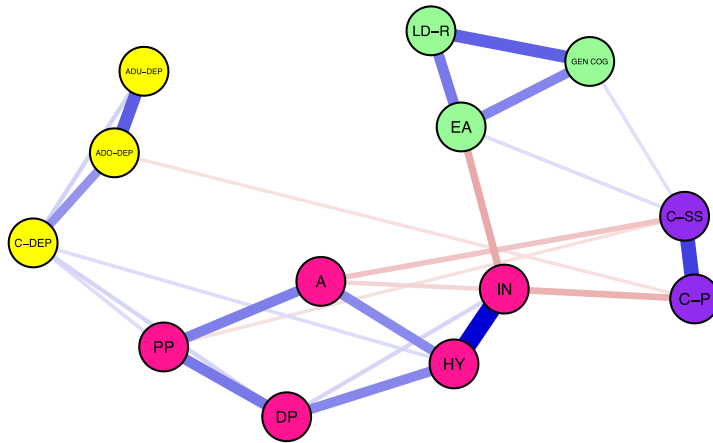 LD−R
GEN COG
ADU−DEP
EA
ADO−DEP
C−SS
C−DEP
A
IN
C−P
PP
HY
DP